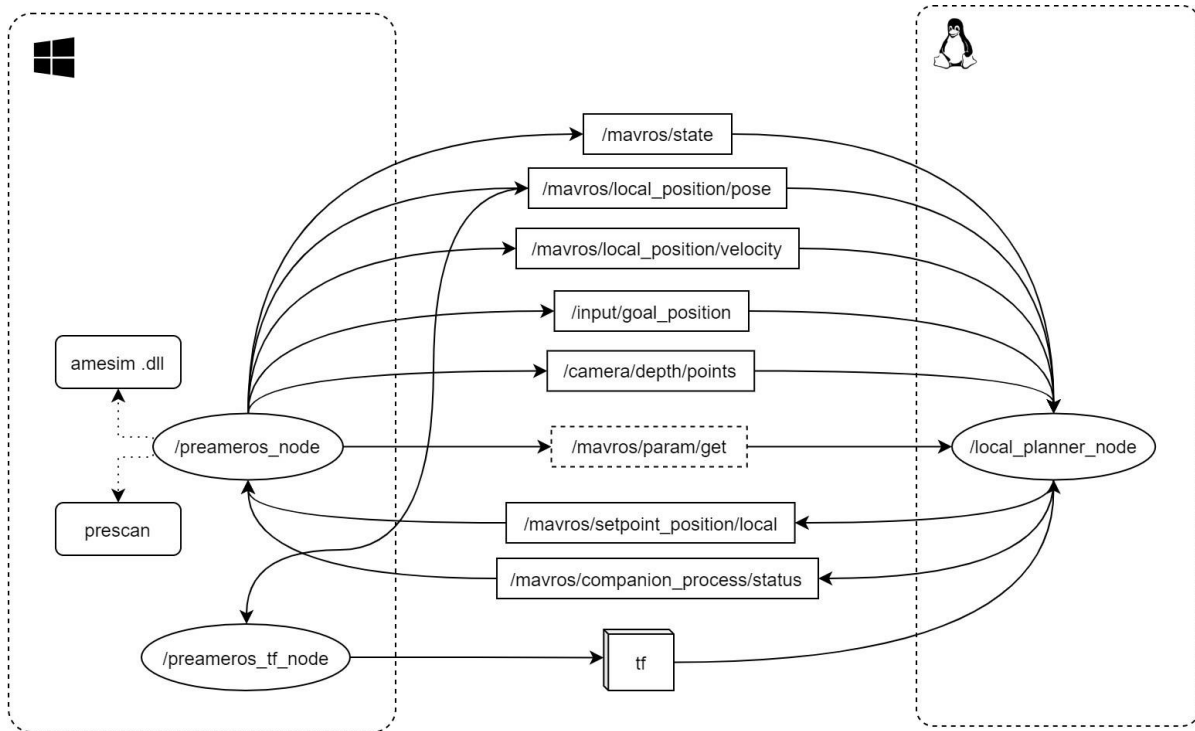 /mavros/state
/mavros/local_position/pose
/mavros/local_position/velocity
/input/goal_position
/camera/depth/points
amesim .dll
/preameros_node
/mavros/param/get
/local_planner_node
prescan
/mavros/setpoint_position/local
/mavros/companion_process/status
/preameros_tf_node
tf